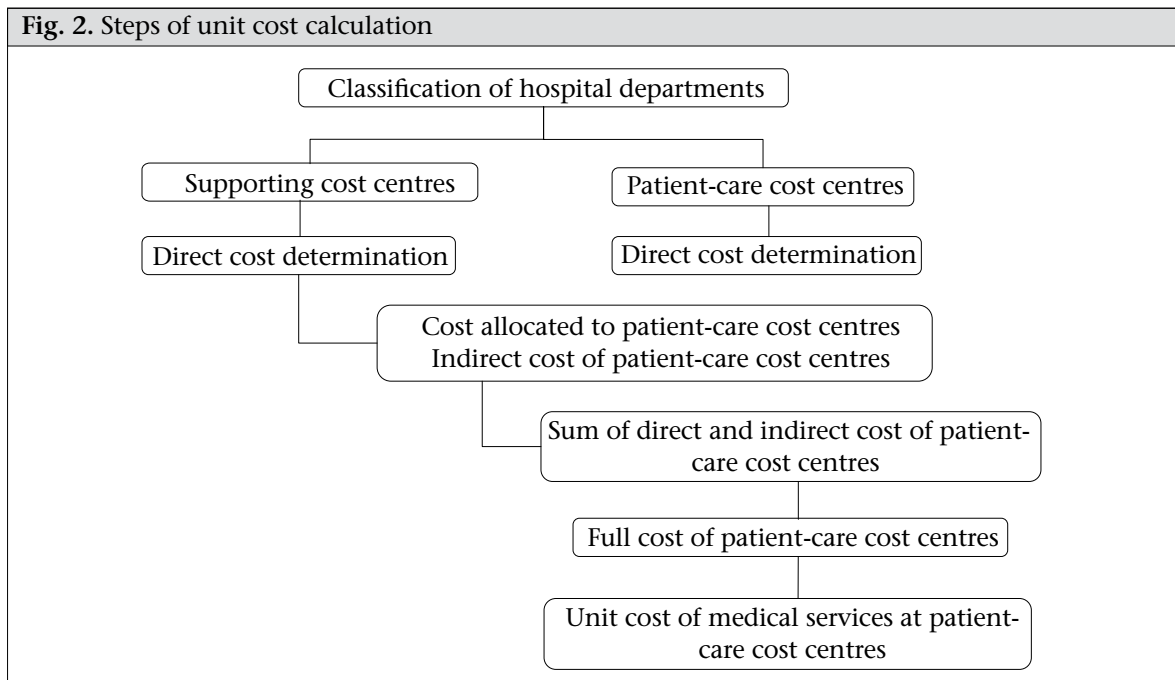 Fig. 2. Steps of unit cost calculation
Classification of hospital departments
Supporting cost centres
Patient-care cost centres
Direct cost determination
Direct cost determination
Cost allocated to patient-care cost centres
Indirect cost of patient-care cost centres
Sum of direct and indirect cost of patient-
care cost centres
Full cost of patient-care cost centres
Unit cost of medical services at patient-
care cost centres